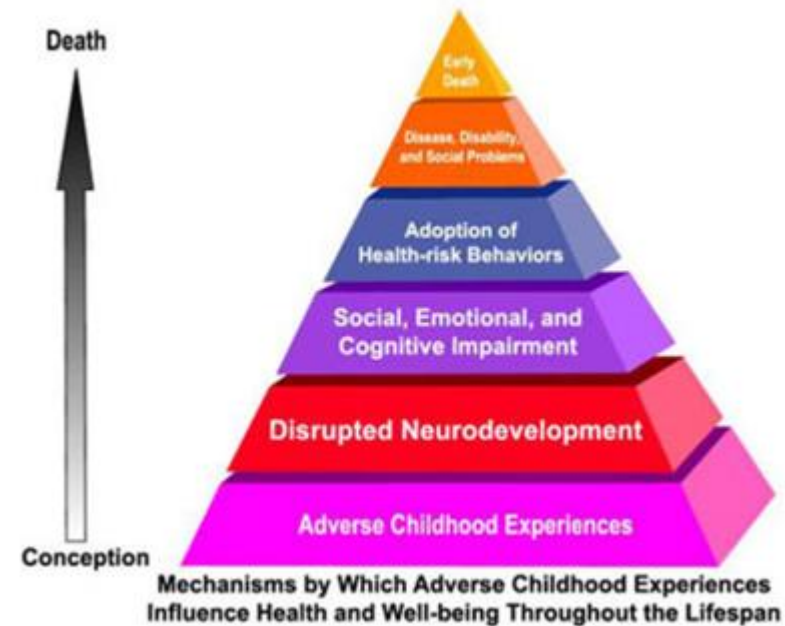 Death
Early
Death
Disease, Disability,
and Social Problems
Adoption of
Health-risk Behaviors
Social, Emotional, and
Cognitive Impairment
Disrupted Neurodevelopment
Adverse Childhood Experiences
Conception
Mechanisms by Which Adverse Childhood Experiences
Influence Health and Well-being Throughout the Lifespan